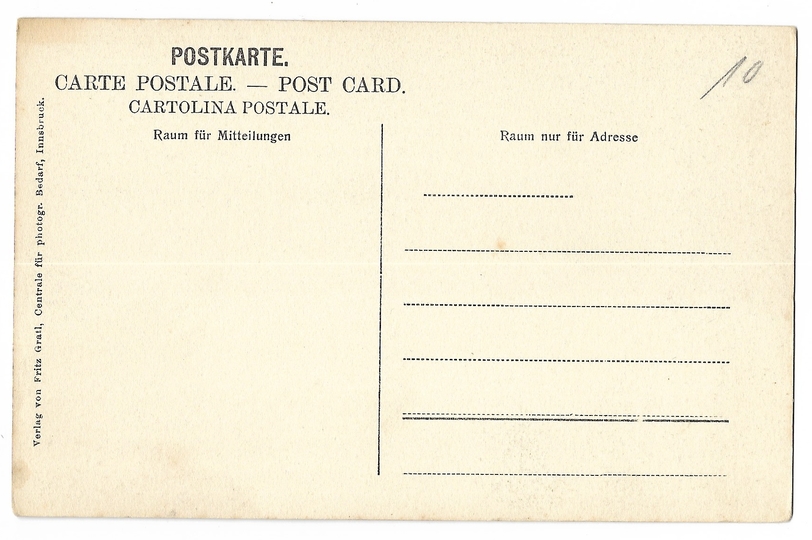 POSTKARTE.
CARTE POSTALE. — POST CARD.
CARTOLINA POSTALE.
Raum für Mitteilungen
Raum nur für Adresse
10
Verlag von Fritz Gratl, Centrale für photogr. Bedarf, Innsbruck.